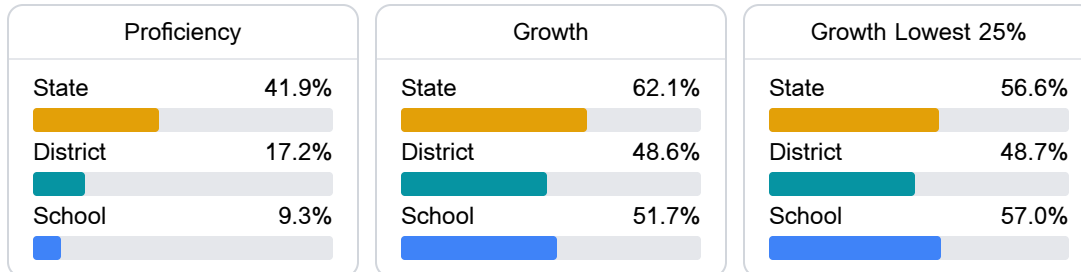 Proficiency
State 41.9%
District 17.2%
School 9.3%
Growth
State 62.1%
District 48.6%
School 51.7%
Growth Lowest 25%
State 56.6%
District 48.7%
School 57.0%